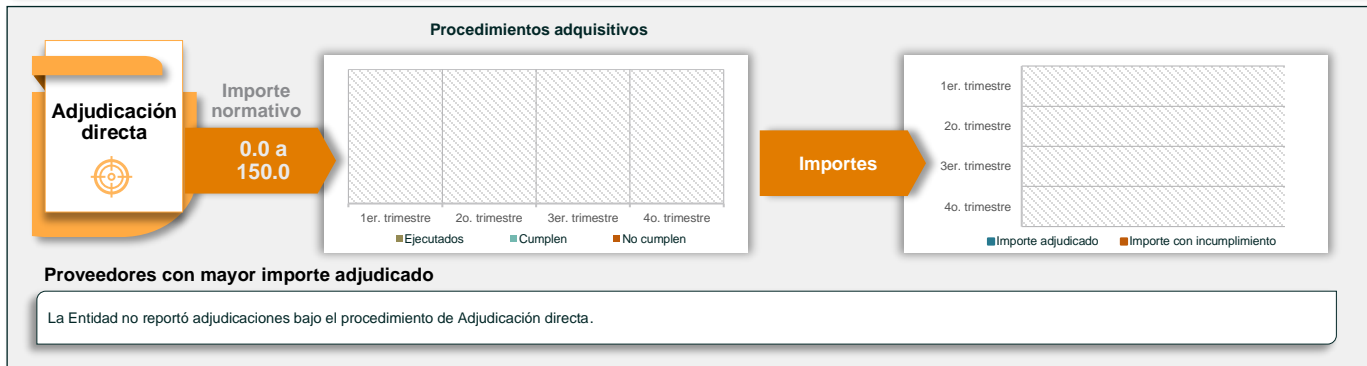 Procedimientos adquisitivos
Adjudicación
directa
Importe
normativo
0.0 a
150.0
1er. trimestre 2o. trimestre 3er. trimestre 4o. trimestre
Ejecutados Cumplen No cumplen
Importes
1er. trimestre
2o. trimestre
3er. trimestre
4o. trimestre
Importe adjudicado Importe con incumplimiento
Proveedores con mayor importe adjudicado
La Entidad no reportó adjudicaciones bajo el procedimiento de Adjudicación directa.